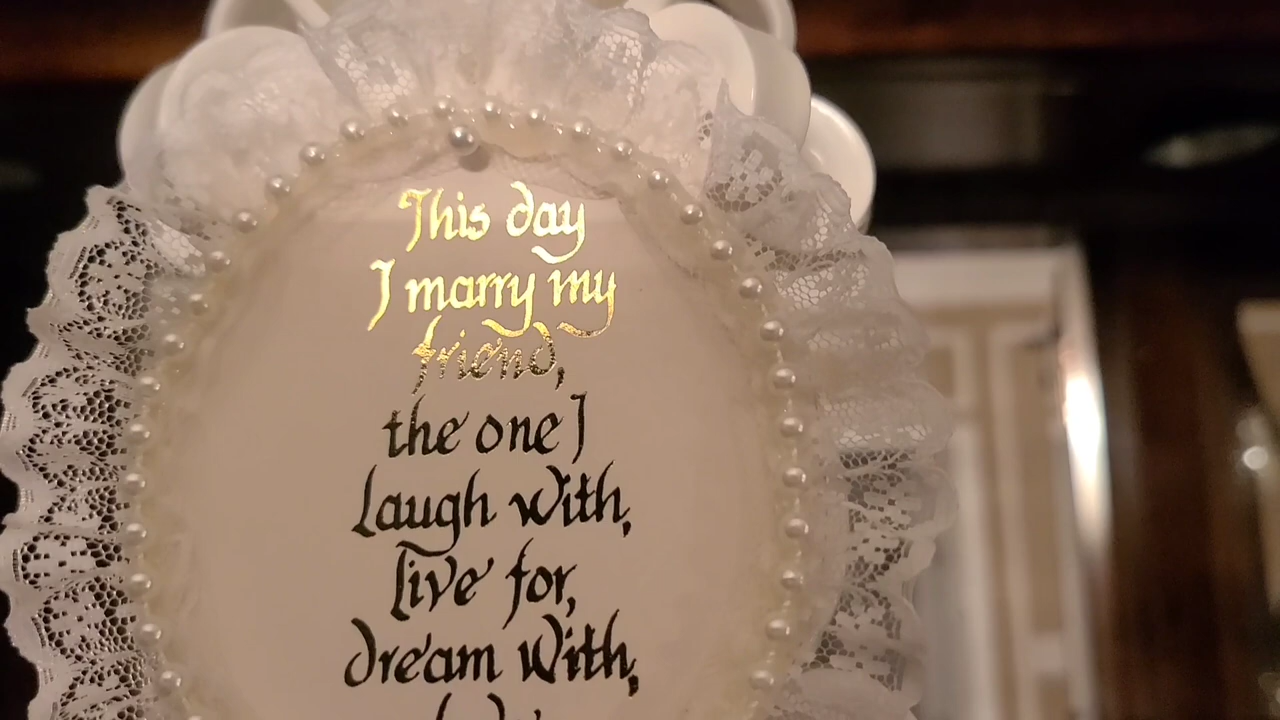 This day
I marry my
friend,
the one I
laugh with,
live for,
dream with,